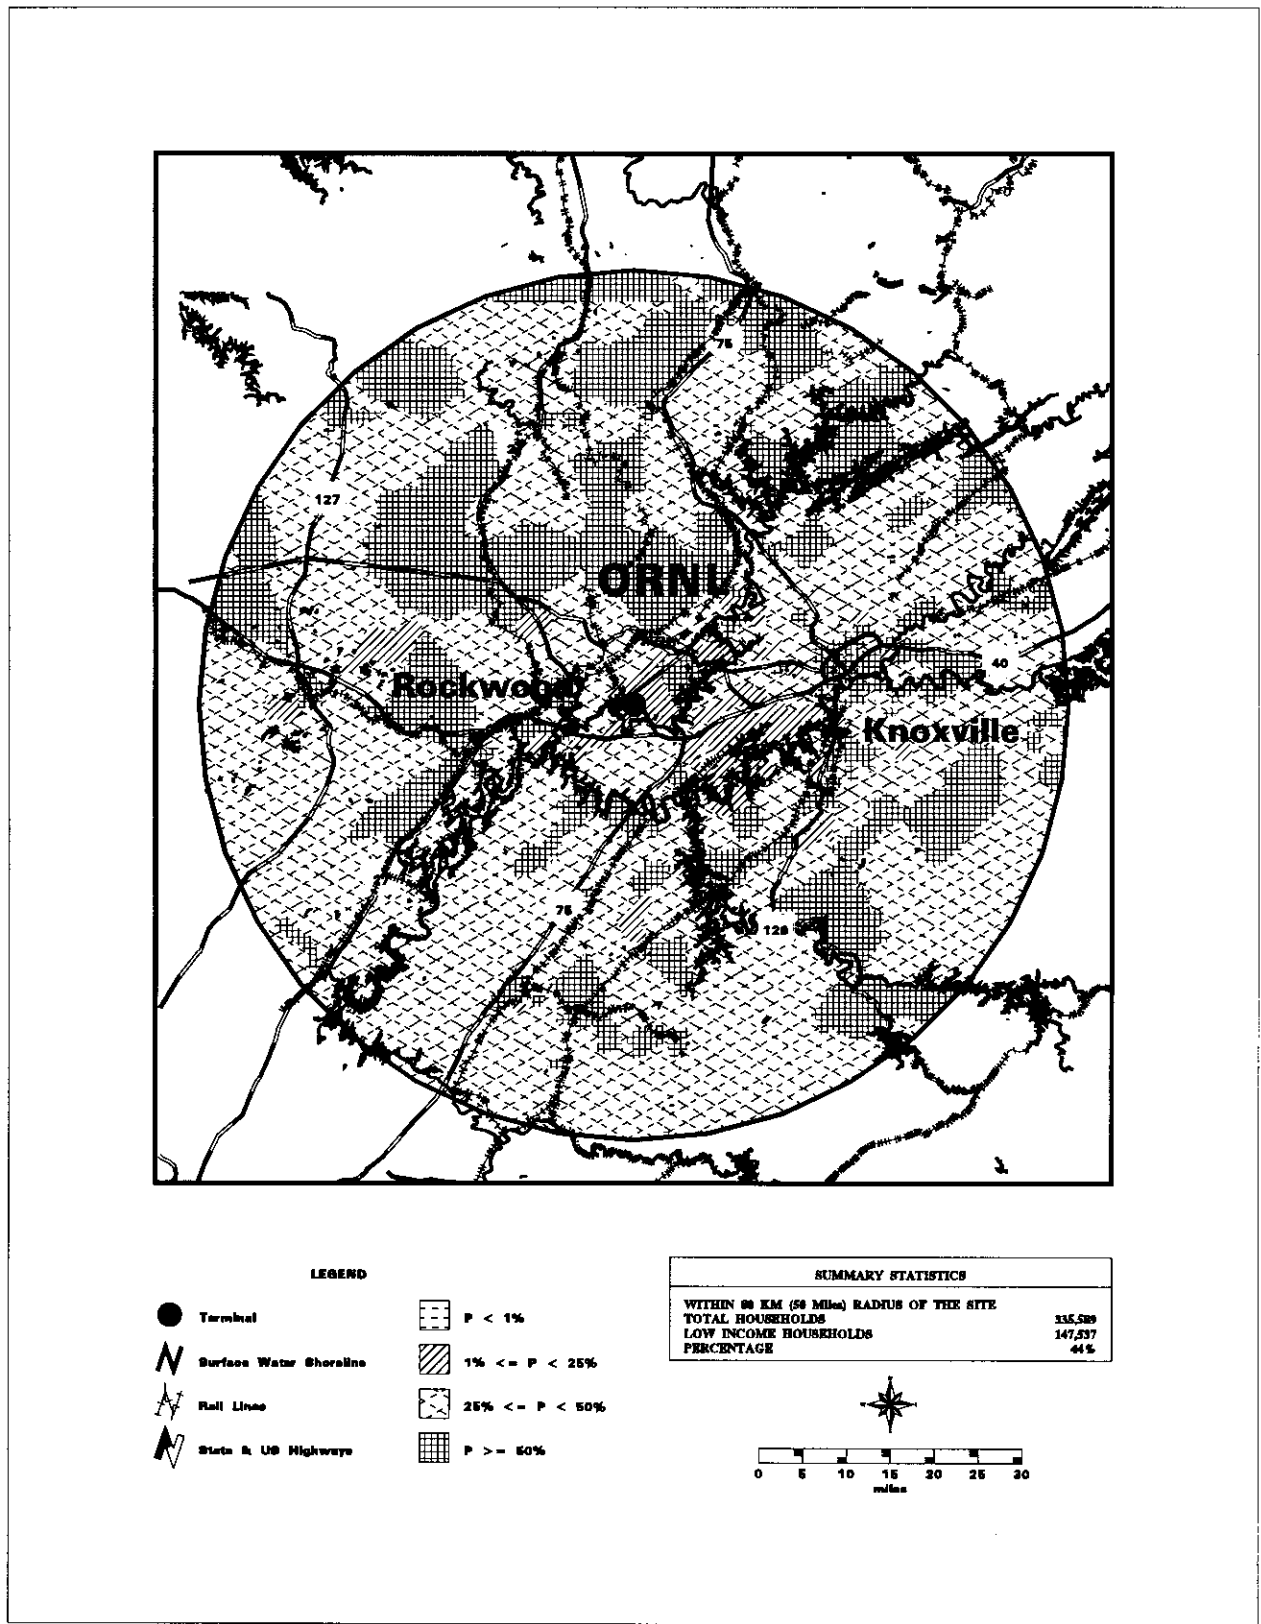 75
127
ORNL
40
Rockwood
Knoxville
75
129
LEGEND
Terminal
Surface Water Shoreline
Rail Lines
State & US Highways
P < 1%
1% <= P < 25%
25% <= P < 50%
P >= 50%
SUMMARY STATISTICS
WITHIN 80 KM (50 Miles) RADIUS OF THE SITE
TOTAL HOUSEHOLDS 335,589
LOW INCOME HOUSEHOLDS 147,537
PERCENTAGE 44%
0 5 10 15 20 25 30
miles